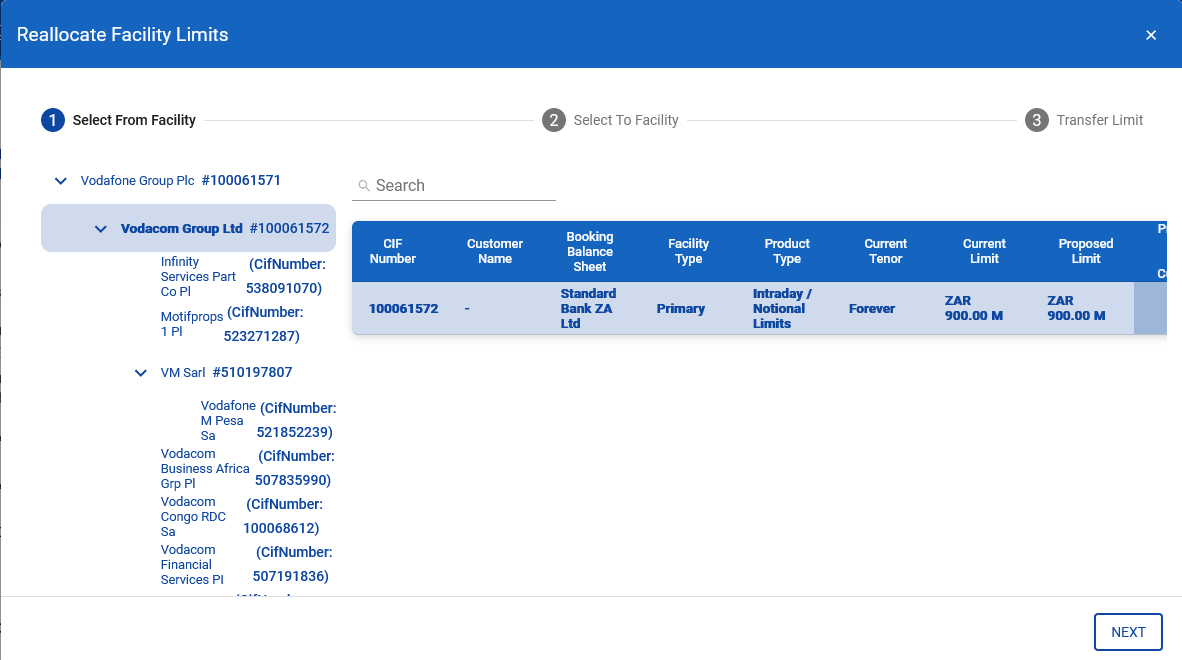 Reallocate Facility Limits
1 Select From Facility
2 Select To Facility
3 Transfer Limit
Vodafone Group Plc #100061571
Vodacom Group Ltd #100061572
Infinity
Services Part
Co Pl
(CifNumber:
538091070)
Motifprops
1 Pl
(CifNumber:
523271287)
VM Sarl #510197807
Vodafone
M Pesa
Sa
(CifNumber:
521852239)
Vodacom
Business Africa
Grp Pl
(CifNumber:
507835990)
Vodacom
Congo RDC
Sa
(CifNumber:
100068612)
Vodacom
Financial
Services Pl
(CifNumber:
507191836)
Search
CIF
Number
Customer
Name
Booking
Balance
Sheet
Facility
Type
Product
Type
Current
Tenor
Current
Limit
Proposed
Limit
100061572
-
Standard
Bank ZA
Ltd
Primary
Intraday /
Notional
Limits
Forever
ZAR
900.00 M
ZAR
900.00 M
NEXT